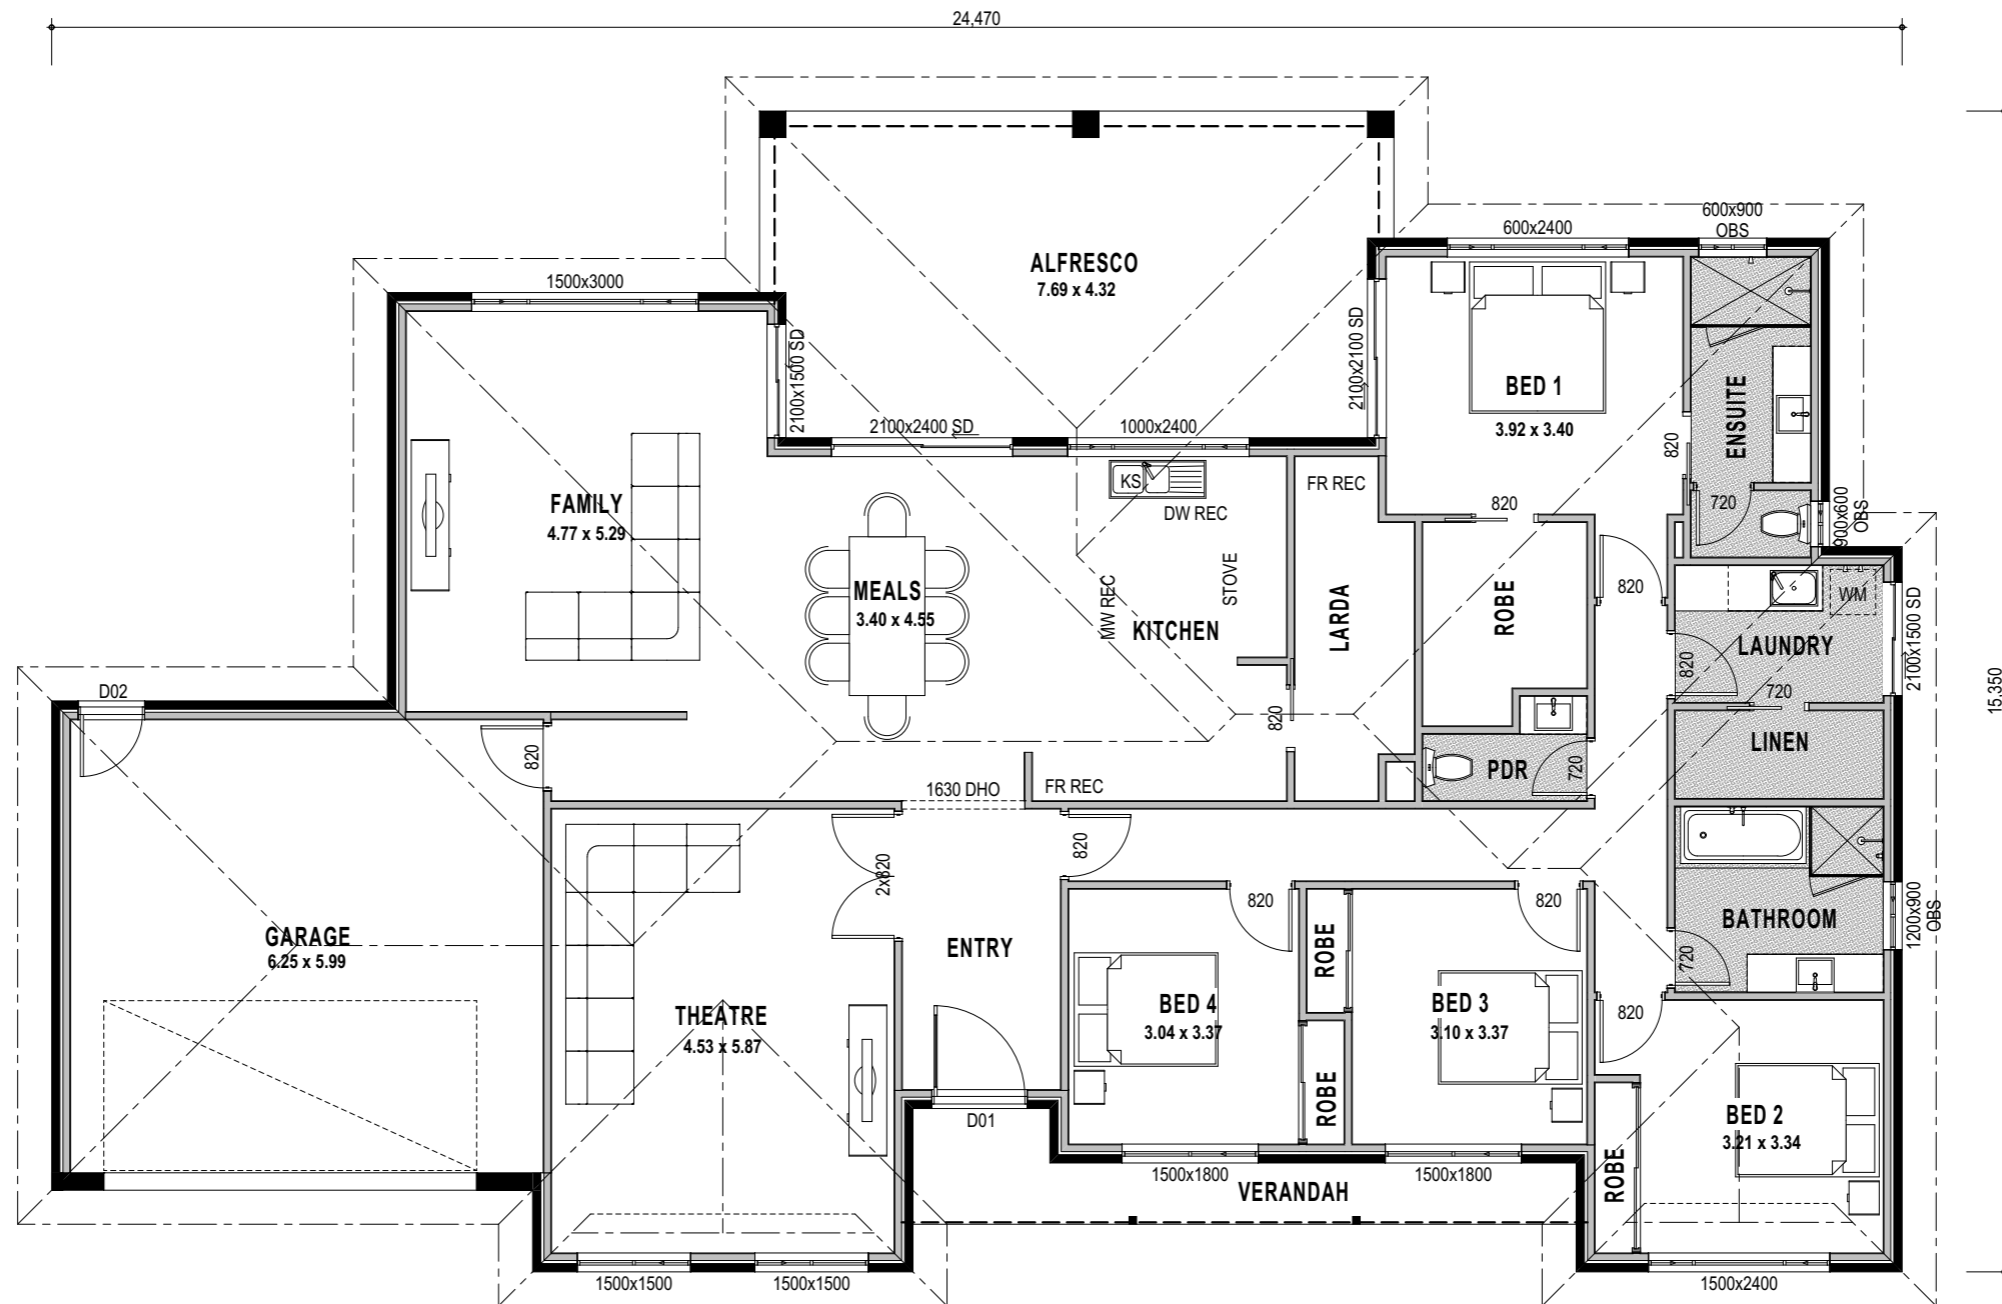 24,470
600x900
OBS
600x2400
ALFRESCO
7.69 x 4.32
1500x3000
2100x1500 SD
2100x2100 SD
BED 1
3.92 x 3.40
ENSUITE
820
2100x2400 SD
1000x2400
KS
DW REC
FR REC
FAMILY
4.77 x 5.29
820
720
900x600
OBS
MEALS
3.40 x 4.55
MW REC
STOVE
KITCHEN
LARDA
ROBE
820
WM
LAUNDRY
820
720
2100x1500 SD
15.350
D02
820
820
LINEN
PDR
720
1630 DHO
FR REC
2x820
820
GARAGE
6.25 x 5.99
ENTRY
820
ROBE
820
BATHROOM
720
1200x900
OBS
THEATRE
4.53 x 5.87
BED 4
3.04 x 3.37
BED 3
3.10 x 3.37
820
ROBE
D01
BED 2
3.21 x 3.34
ROBE
1500x1800
1500x1800
VERANDAH
1500x1500
1500x1500
1500x2400